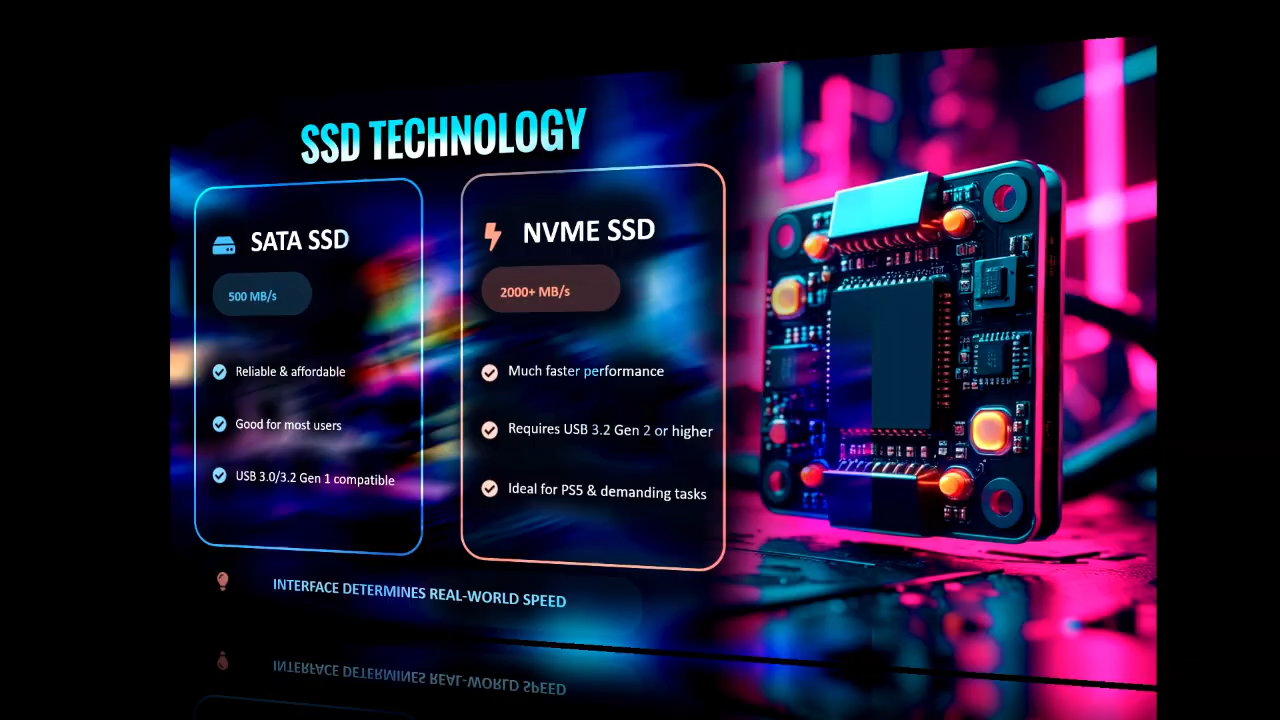 SSD TECHNOLOGY
SATA SSD
500 MB/s
Reliable & affordable
Good for most users
USB 3.0/3.2 Gen 1 compatible
NVME SSD
2000+ MB/s
Much faster performance
Requires USB 3.2 Gen 2 or higher
Ideal for PS5 & demanding tasks
INTERFACE DETERMINES REAL-WORLD SPEED